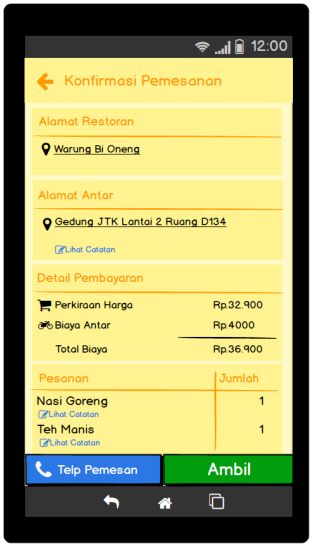 12:00
Konfirmasi Pemesanan
Alamat Restoran
Warung Bi Oneng
Alamat Antar
Gedung JTK Lantai 2 Ruang D134
Lihat Catatan
Detail Pembayaran
Perkiraan Harga Rp.32.900
Biaya Antar Rp.4000
Total Biaya Rp.36.900
Pesanan Jumlah
Nasi Goreng 1
Lihat Catatan
Teh Manis 1
Lihat Catatan
Telp Pemesan Ambil